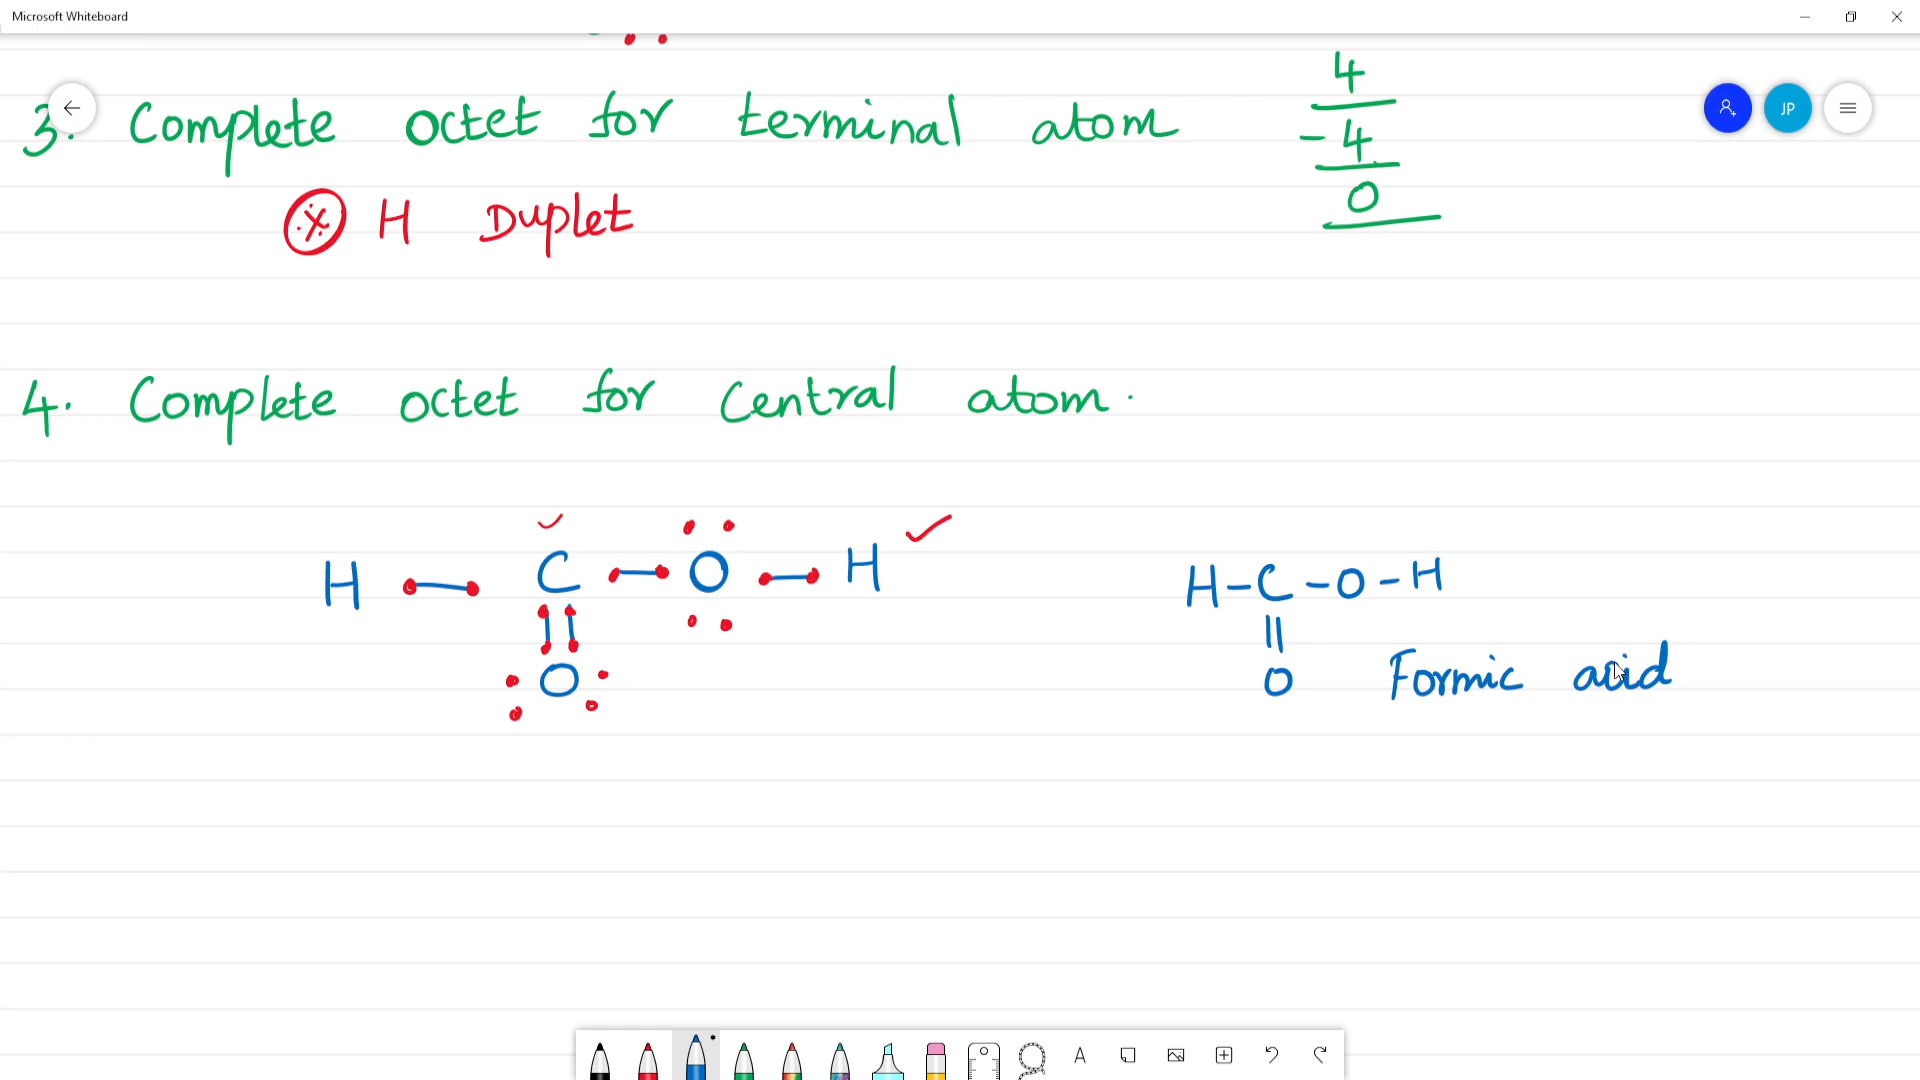 Microsoft Whiteboard
4
3. Complete octet for terminal atom
- 4
0
H Duplet
JP
4. Complete octet for Central atom.
H C O H
O
H-C-O-H
O
Formic acid
A